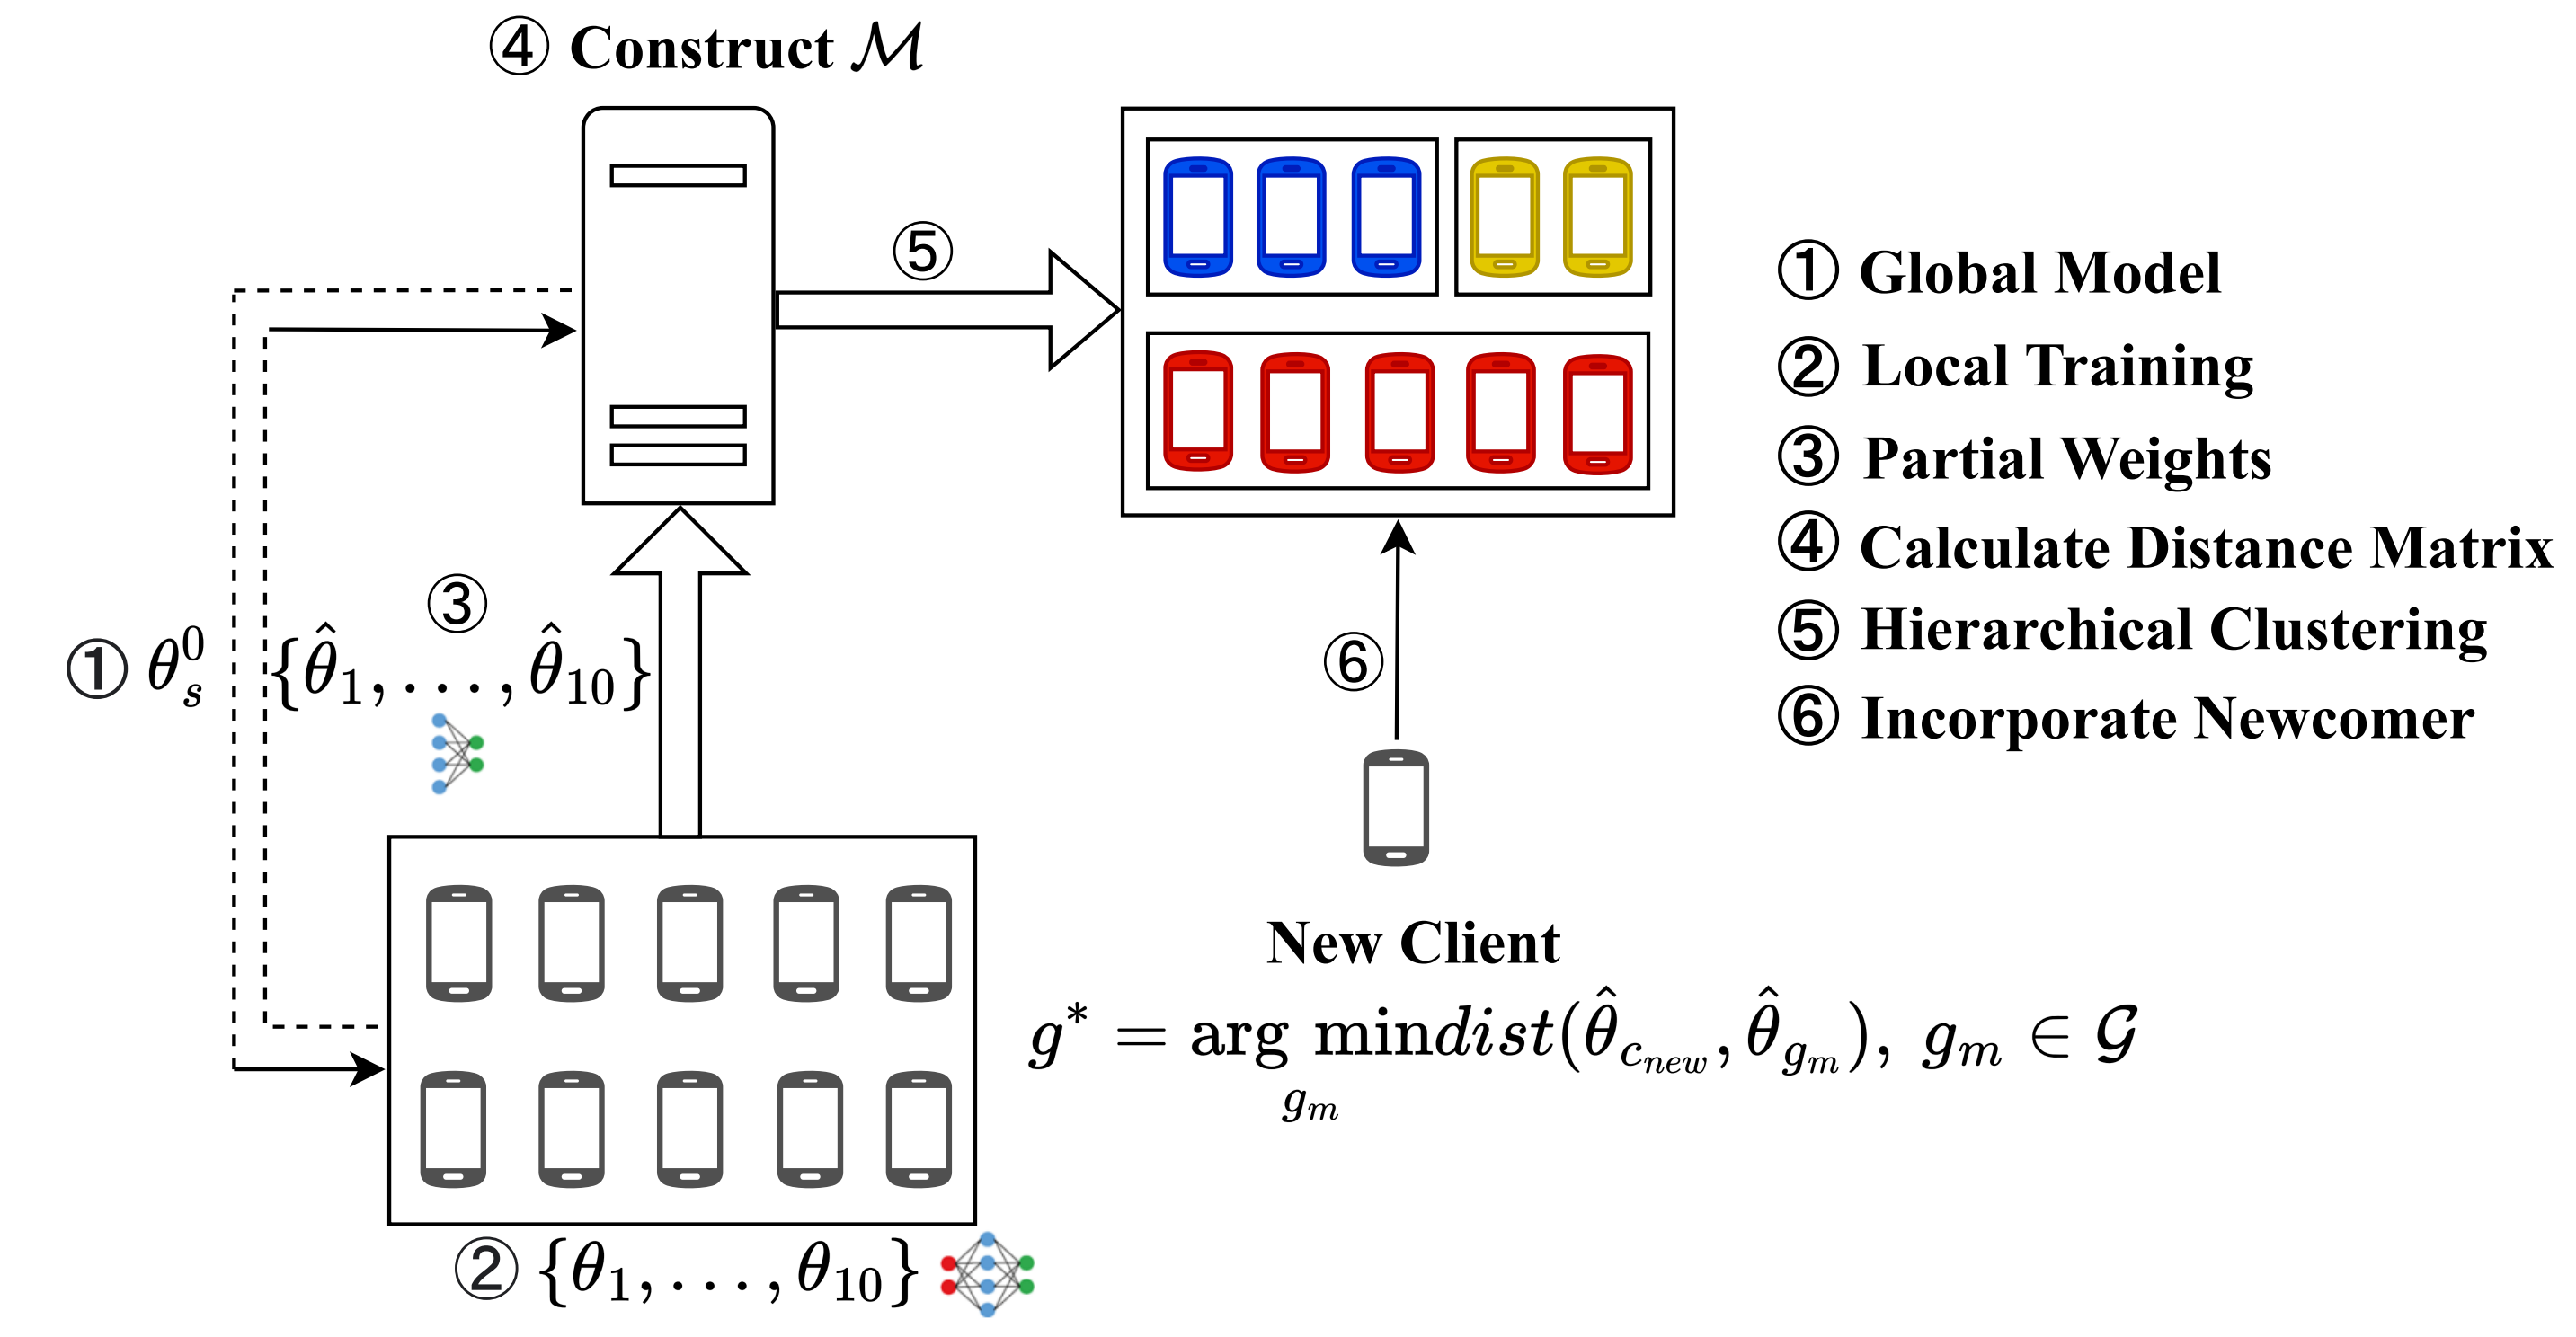 ④ Construct ℳ
⑤
① θ_s^0
③
{θ̂_1, . . . , θ̂_10}
⑥
New Client
g* = arg min_{g_m} dist(θ̂_{c_{new}}, θ̂_{g_m}), g_m ∈ 𝒢
② {θ_1, . . . , θ_10}
① Global Model
② Local Training
③ Partial Weights
④ Calculate Distance Matrix
⑤ Hierarchical Clustering
⑥ Incorporate Newcomer